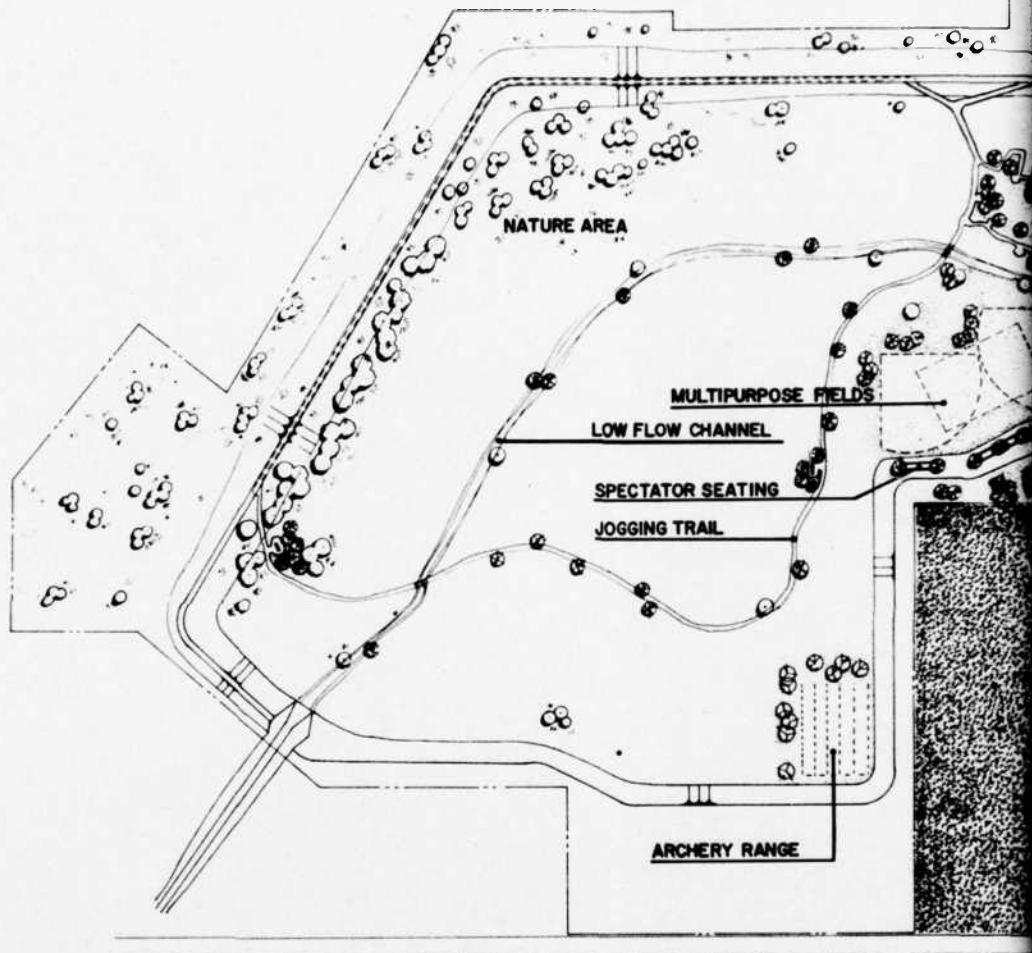 NATURE AREA
MULTIPURPOSE FIELDS
LOW FLOW CHANNEL
SPECTATOR SEATING
JOGGING TRAIL
ARCHERY RANGE